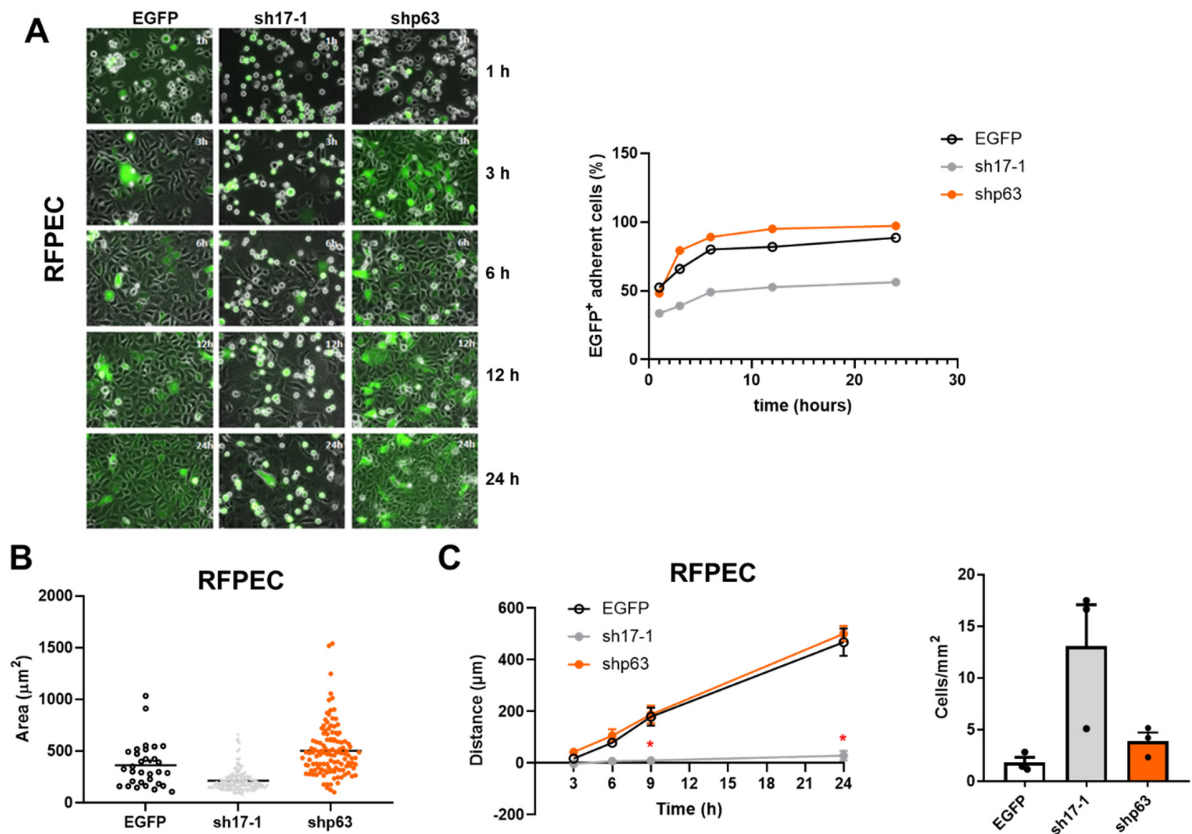 A
EGFP sh17-1 shp63
RFPEC
1h 1h 1h
1 h
3h 3h 3h
3 h
6h 6h 6h
6 h
12h 12h 12h
12 h
24h 24h 24h
24 h
EGFP
sh17-1
shp63
EGFP+ adherent cells (%)
150
100
50
0
0 10 20 30
time (hours)
B
RFPEC
Area (μm2)
2000
1500
1000
500
0
EGFP sh17-1 shp63
C
RFPEC
EGFP
sh17-1
shp63
Distance (μm)
600
400
200
0
-200
* *
3 6 9 12 15 18 21 24
Time (h)
Cells/mm2
20
15
10
5
0
EGFP sh17-1 shp63